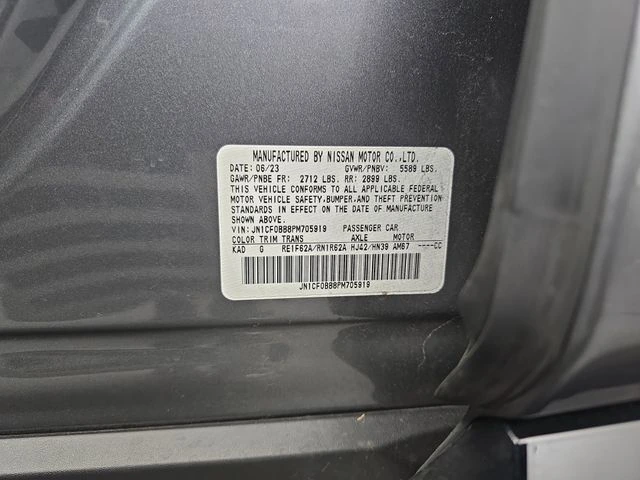 MANUFACTURED BY NISSAN MOTOR CO.,LTD.
DATE: 06/23 GVWR/PNBV: 5589 LBS.
GAWR/PNBE FR: 2712 LBS. RR: 2899 LBS.
THIS VEHICLE CONFORMS TO ALL APPLICABLE FEDERAL
MOTOR VEHICLE SAFETY,BUMPER, AND THEFT PREVENTION
STANDARDS IN EFFECT ON THE DATE OF MANUFACTURE
SHOWN ABOVE.
VIN: JN1CF0BB8PM705919 PASSENGER CAR
COLOR TRIM TRANS AXLE MOTOR
KAD G RE1F62A/RN1R62A HJ42/HN39 AM67 ----CC
JN1CF0BB8PM705919